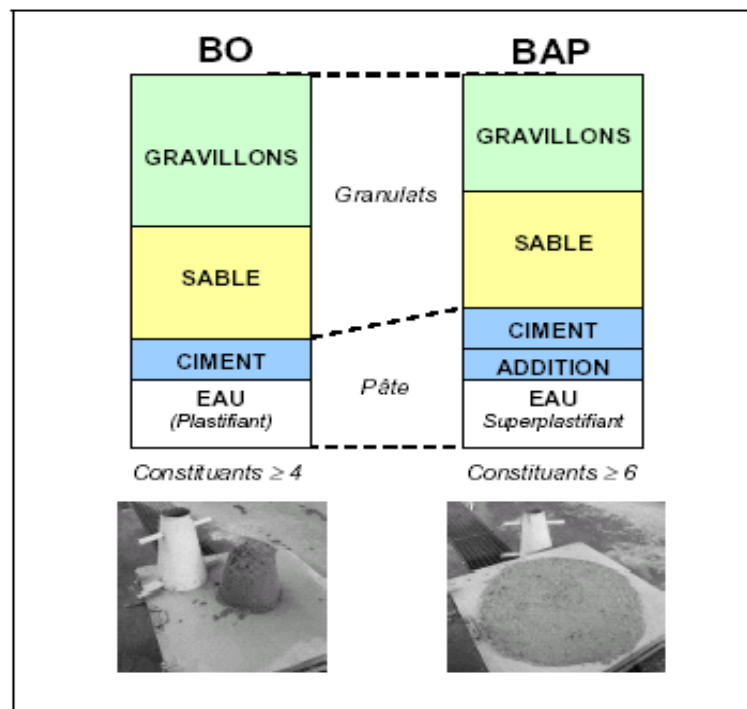 BO
BAP
GRAVILLONS
SABLE
CIMENT
EAU
(Plastifiant)
Granulats
Pâte
GRAVILLONS
SABLE
CIMENT
ADDITION
EAU
Superplastifiant
Constituants ≥ 4
Constituants ≥ 6